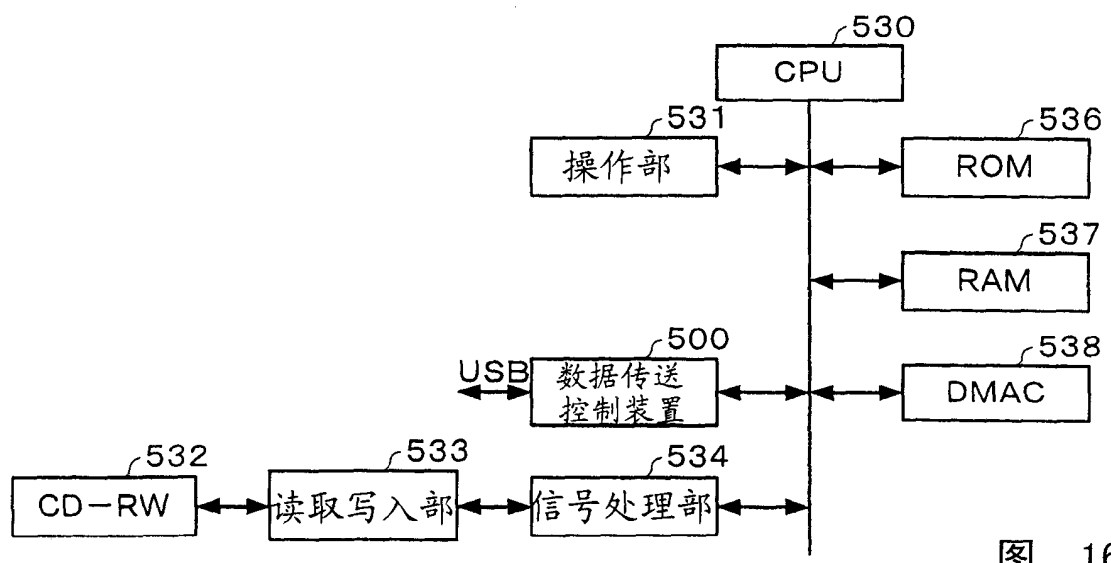 530
CPU
531
操作部
536
ROM
537
RAM
500
USB
数据传送
控制装置
538
DMAC
532
CD-RW
533
读取写入部
534
信号处理部
图 16